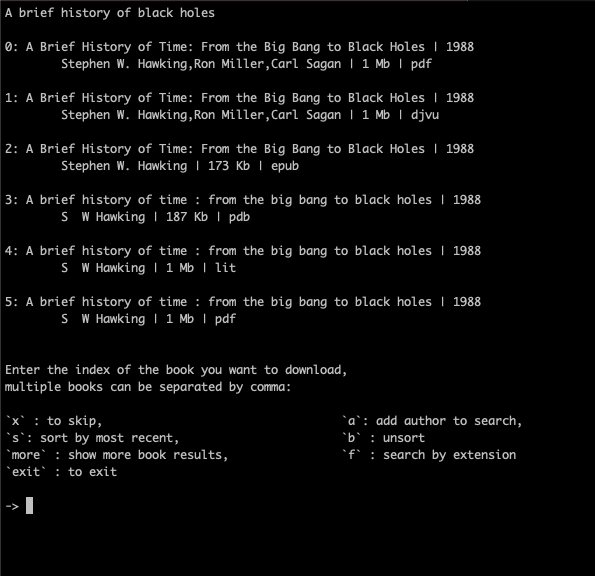 A brief history of black holes
0: A Brief History of Time: From the Big Bang to Black Holes | 1988
Stephen W. Hawking,Ron Miller,Carl Sagan | 1 Mb | pdf
1: A Brief History of Time: From the Big Bang to Black Holes | 1988
Stephen W. Hawking,Ron Miller,Carl Sagan | 1 Mb | djvu
2: A Brief History of Time: From The Big Bang to Black Holes | 1988
Stephen W. Hawking | 173 Kb | epub
3: A brief history of time : from the big bang to black holes | 1988
S  W Hawking | 187 Kb | pdb
4: A brief history of time : from the big bang to black holes | 1988
S  W Hawking | 1 Mb | lit
5: A brief history of time : from the big bang to black holes | 1988
S  W Hawking | 1 Mb | pdf
Enter the index of the book you want to download,
multiple books can be separated by comma:
`x` : to skip, `a`: add author to search,
`s`: sort by most recent, `b` : unsort
`more` : show more book results, `f` : search by extension
`exit` : to exit
->